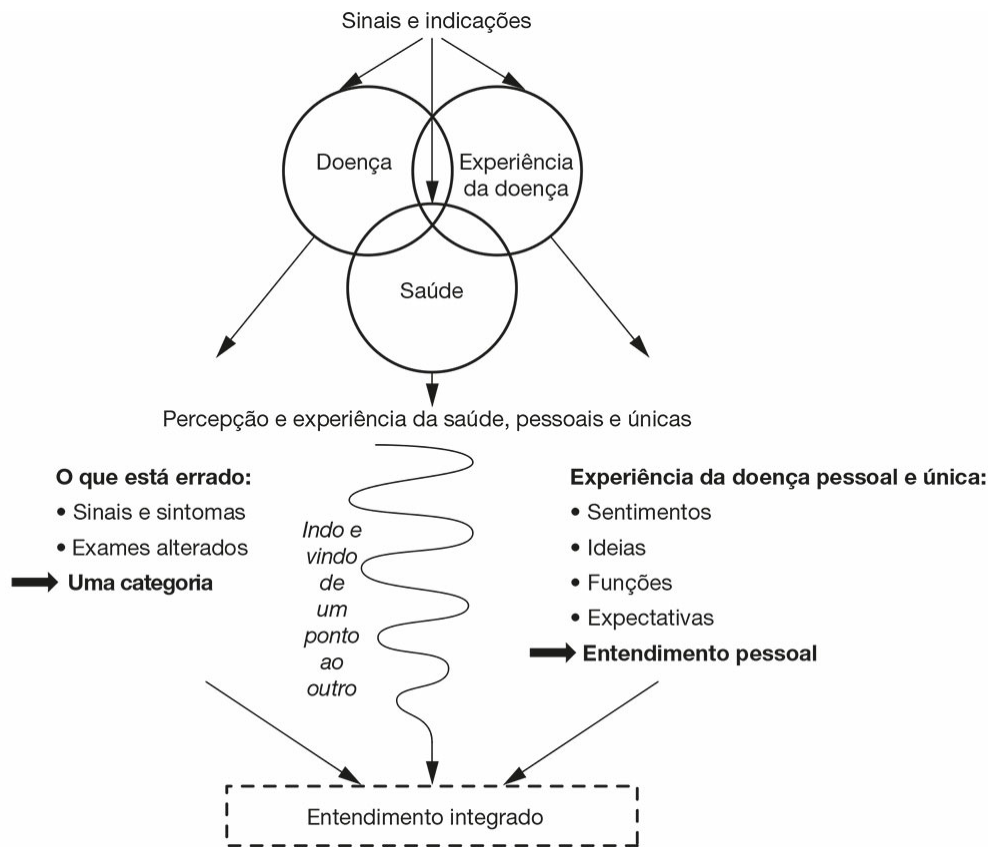 Sinais e indicações
Doença
Experiência
da doença
Saúde
Percepção e experiência da saúde, pessoais e únicas
O que está errado:
• Sinais e sintomas
• Exames alterados
Uma categoria
Indo e
vindo
de
um
ponto
ao
outro
Experiência da doença pessoal e única:
• Sentimentos
• Ideias
• Funções
• Expectativas
Entendimento pessoal
Entendimento integrado